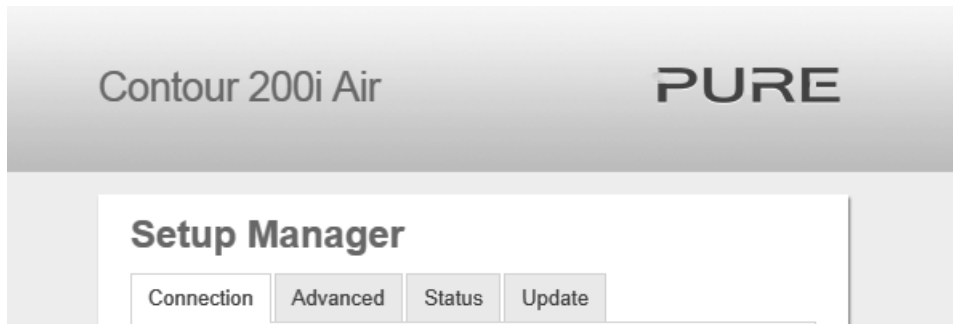 Contour 200i Air PURE
Setup Manager
Connection Advanced Status Update